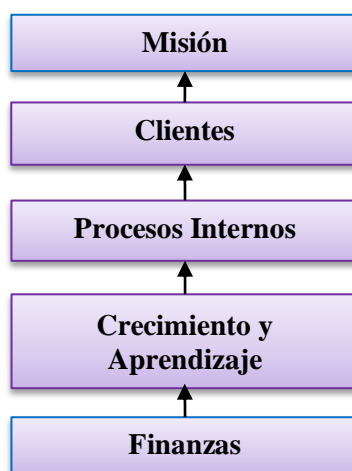 Misión
Clientes
Procesos Internos
Crecimiento y
Aprendizaje
Finanzas